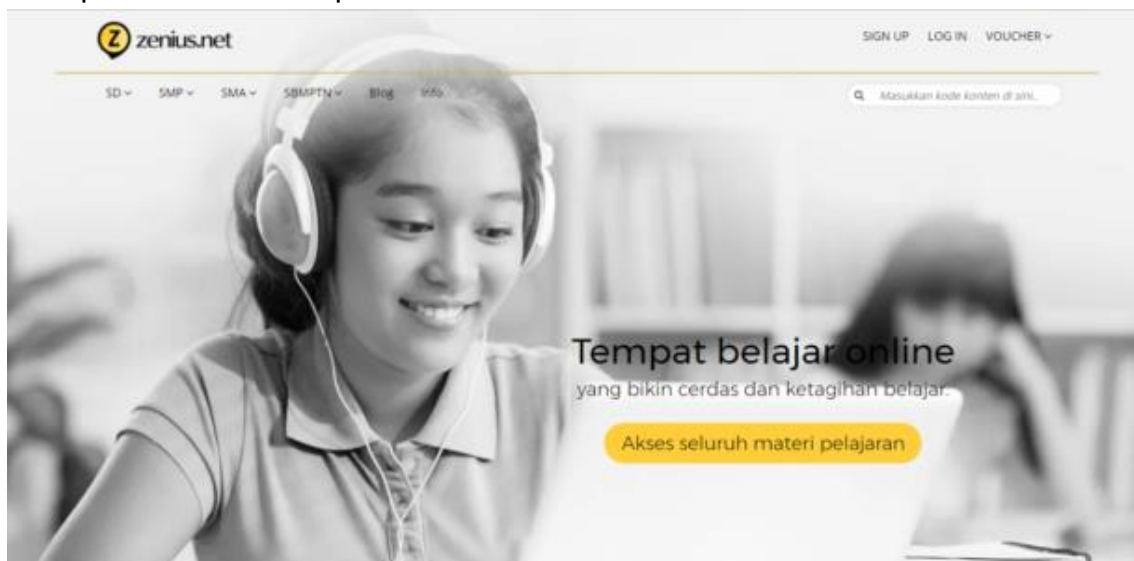 zenius.net
SIGN UP LOG IN VOUCHER
SD SMP SMA SBMPTN Blog Info
Masukkan kode konten di sini...
Tempat belajar online
yang bikin cerdas dan ketagihan belajar.
Akses seluruh materi pelajaran